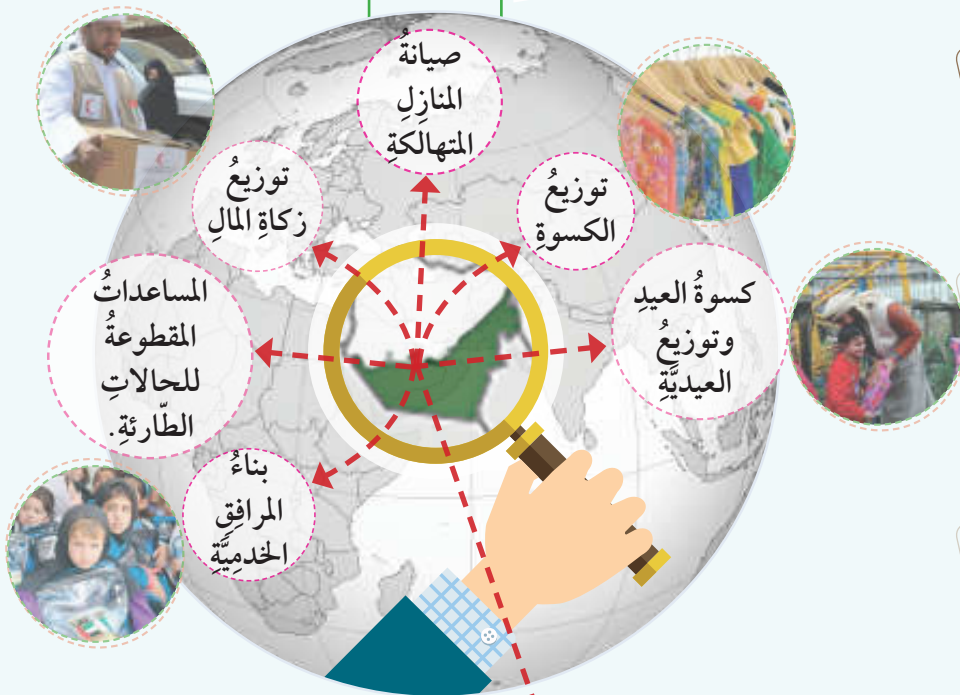 صيانةُ
المنازِلِ
المتهالكةِ
توزيعُ
الكسوةِ
توزيعُ
زكاةِ المالِ
كسوةُ العيدِ
وتوزيعُ
العيديَّةِ
المساعداتُ
المقطوعةُ
للحالاتِ
الطّارئةِ.
بناءُ
المرافِقِ
الخدمِيَّةِ